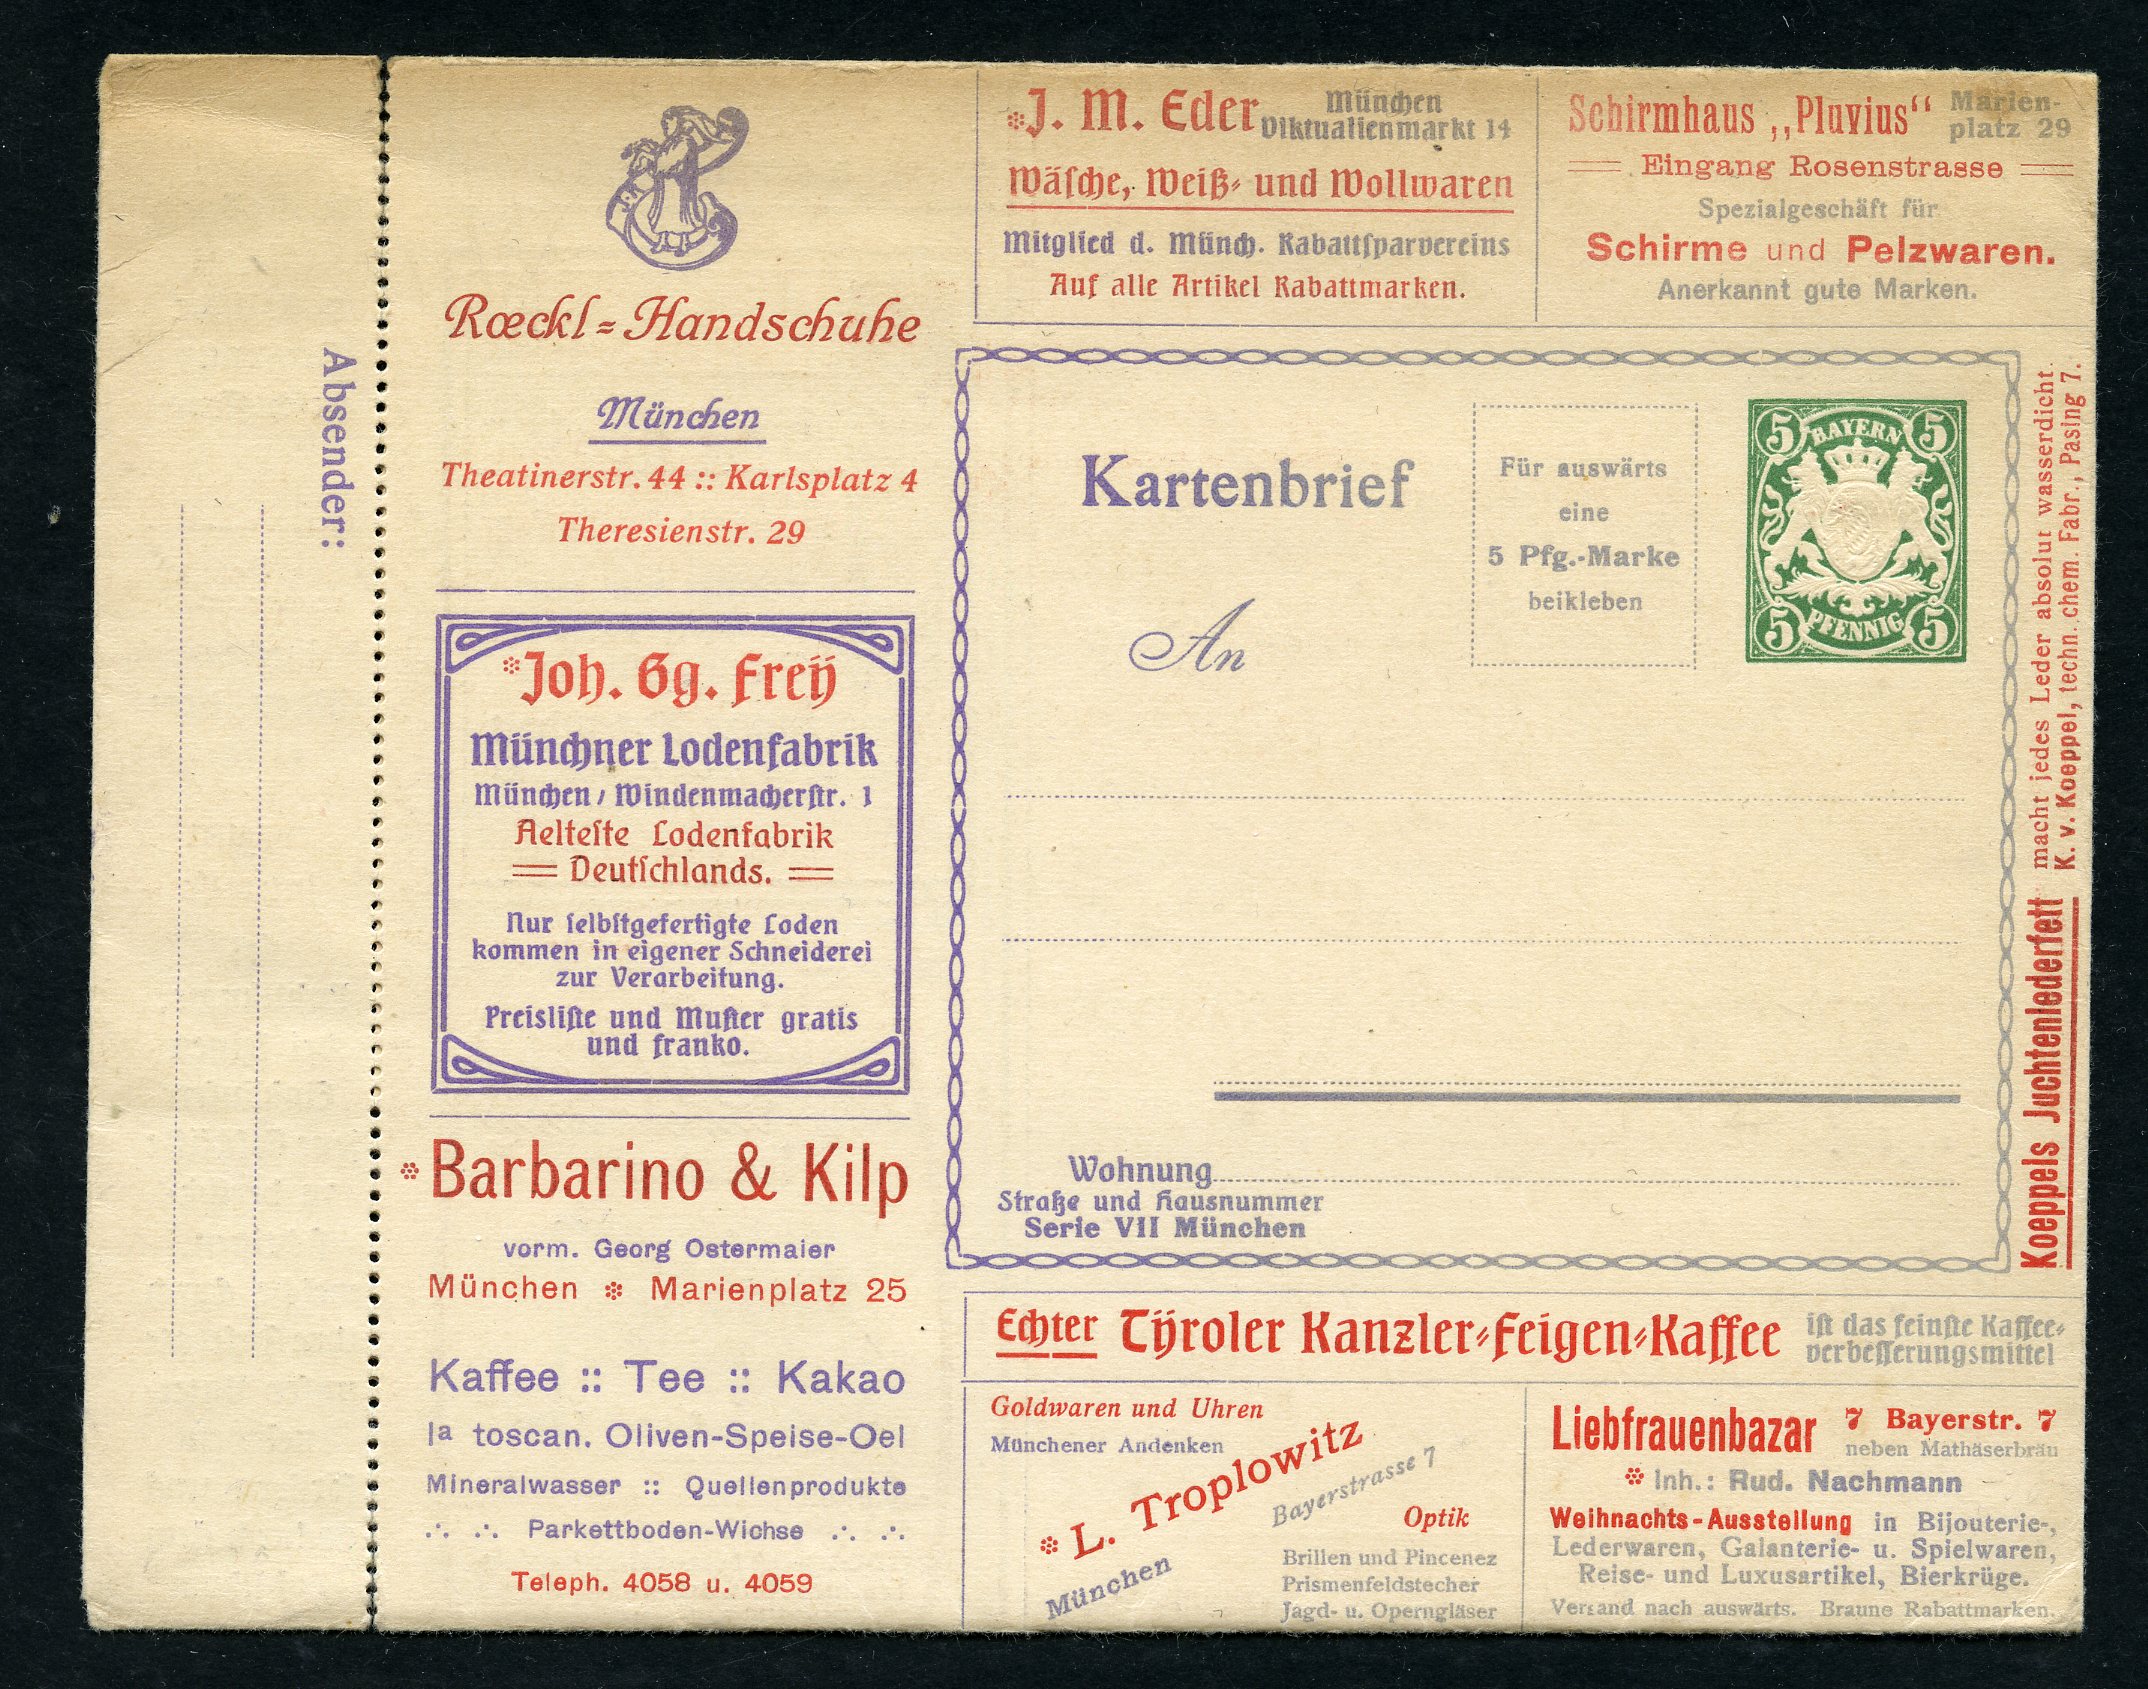 Absender:
J. R.
Rœckl=Handschuhe
München
Theatinerstr. 44 :: Karlsplatz 4
Theresienstr. 29
Joh. Gg. Freÿ
Münchner Lodenfabrik
München / Windenmacherſtr. 1
Aelteſte Lodenfabrik
Deutſchlands.
Nur ſelbſtgefertigte Loden
kommen in eigener Schneiderei
zur Verarbeitung.
Preisliſte und Muſter gratis
und franko.
Barbarino & Kilp
vorm. Georg Ostermaier
München Marienplatz 25
Kaffee :: Tee :: Kakao
Ia toscan. Oliven-Speise-Oel
Mineralwasser :: Quellenprodukte
Parkettboden-Wichse
Teleph. 4058 u. 4059
J. M. Eder München
Viktualienmarkt 14
Wäſche, Weiß- und Wollwaren
Mitglied d. Münch. Rabattſparvereins
Auf alle Artikel Rabattmarken.
Schirmhaus „Pluvius“ Marien-
platz 29
Eingang Rosenstrasse
Spezialgeschäft für
Schirme und Pelzwaren.
Anerkannt gute Marken.
Kartenbrief
An
Für auswärts
eine
5 Pfg.-Marke
beikleben
5 BAYERN 5
5 PFENNIG 5
Wohnung
Straße und Hausnummer
Serie VII München
Koeppels Juchtenlederfett macht jedes Leder absolut wasserdicht.
K. v. Koeppel, techn. chem. Fabr., Pasing 7.
Echter Tÿroler Kanzler-Feigen-Kaffee iſt das feinſte Kaffee-
verbeſſerungsmittel
Goldwaren und Uhren
Münchener Andenken
L. Troplowitz
Bayerstrasse 7
München
Optik
Brillen und Pincenez
Prismenfeldstecher
Jagd- u. Operngläser
Liebfrauenbazar 7 Bayerstr. 7
neben Mathäserbräu
Inh.: Rud. Nachmann
Weihnachts-Ausstellung in Bijouterie-,
Lederwaren, Galanterie- u. Spielwaren,
Reise- und Luxusartikel, Bierkrüge.
Versand nach auswärts. Braune Rabattmarken.